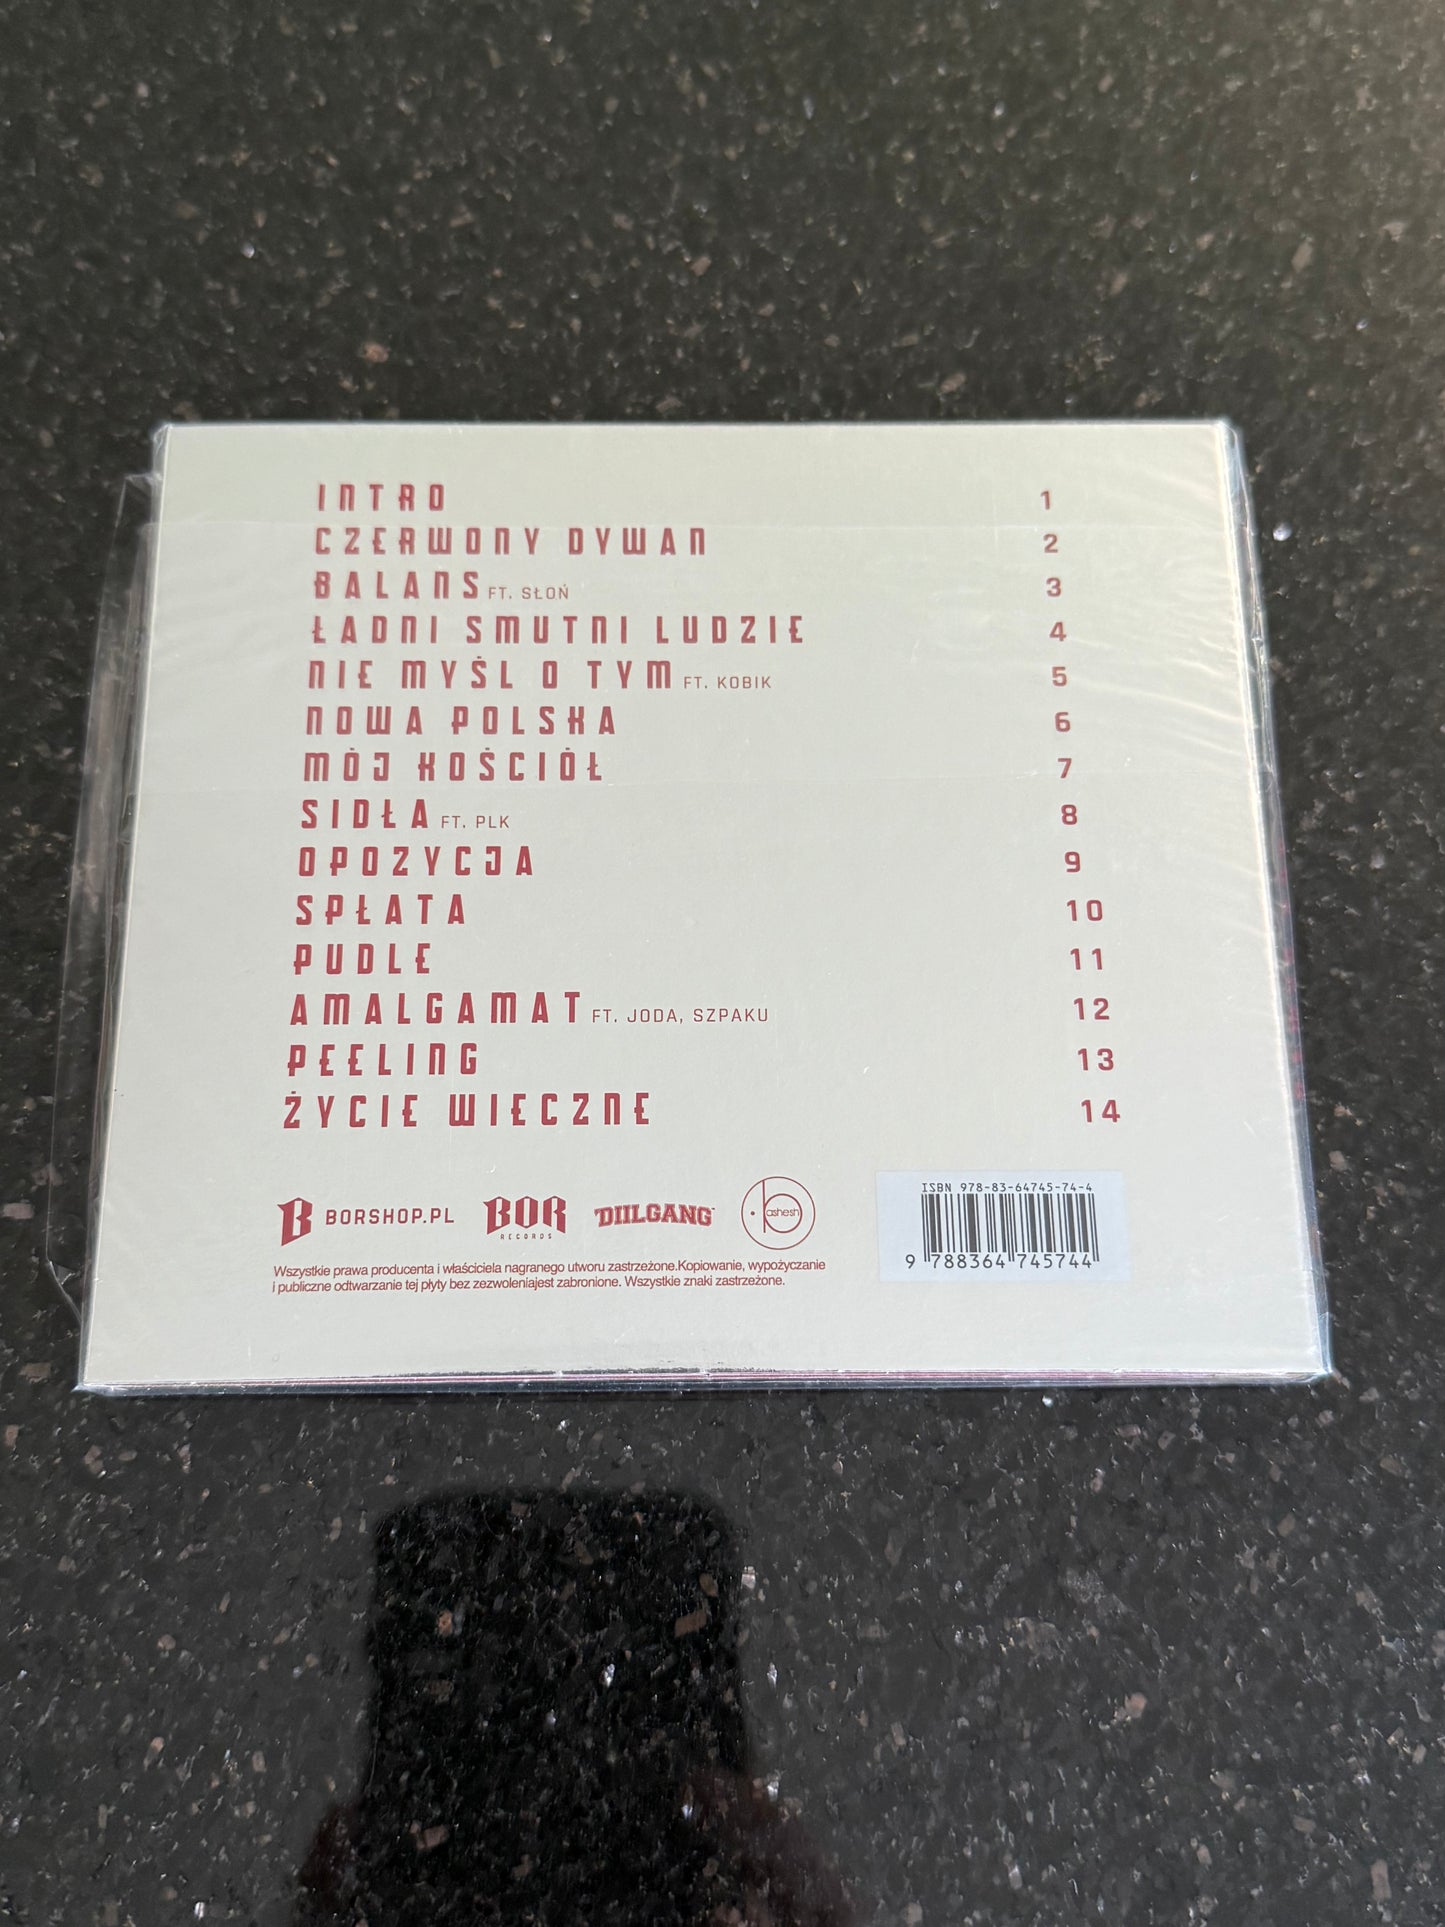 INTRO 1
CZERWONY DYWAN 2
BALANS FT. SŁOŃ 3
ŁADNI SMUTNI LUDZIE 4
NIE MYŚL O TYM FT. KOBIK 5
NOWA POLSKA 6
MÓJ KOŚCIÓŁ 7
SIDŁA FT. PLK 8
OPOZYCJA 9
SPŁATA 10
PUDLE 11
AMALGAMAT FT. JODA, SZPAKU 12
PEELING 13
ŻYCIE WIECZNE 14
B BORSHOP.PL BOR RECORDS DIILGANG bashesh
ISBN 978-83-64745-74-4
9 788364 745744
Wszystkie prawa producenta i właściciela nagranego utworu zastrzeżone.Kopiowanie, wypożyczanie
i publiczne odtwarzanie tej płyty bez zezwoleniajest zabronione. Wszystkie znaki zastrzeżone.